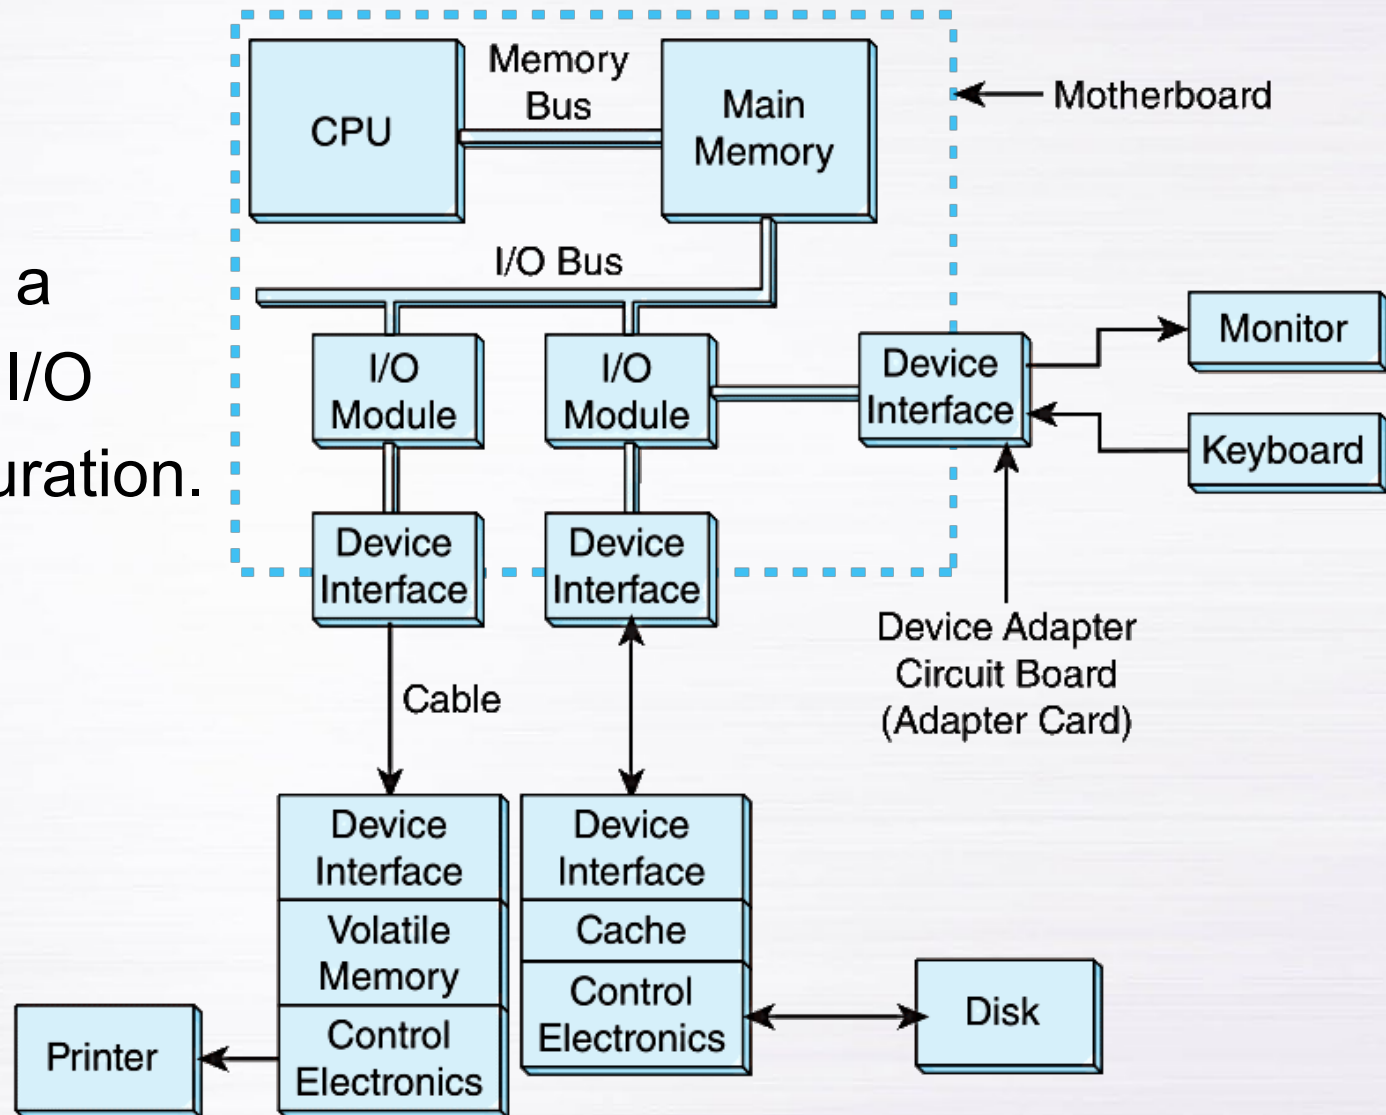 a
I/O
uration.
CPU
Memory
Bus
Main
Memory
Motherboard
I/O Bus
I/O
Module
I/O
Module
Device
Interface
Monitor
Keyboard
Device
Interface
Device
Interface
Device Adapter
Circuit Board
(Adapter Card)
Cable
Device
Interface
Volatile
Memory
Control
Electronics
Device
Interface
Cache
Control
Electronics
Disk
Printer